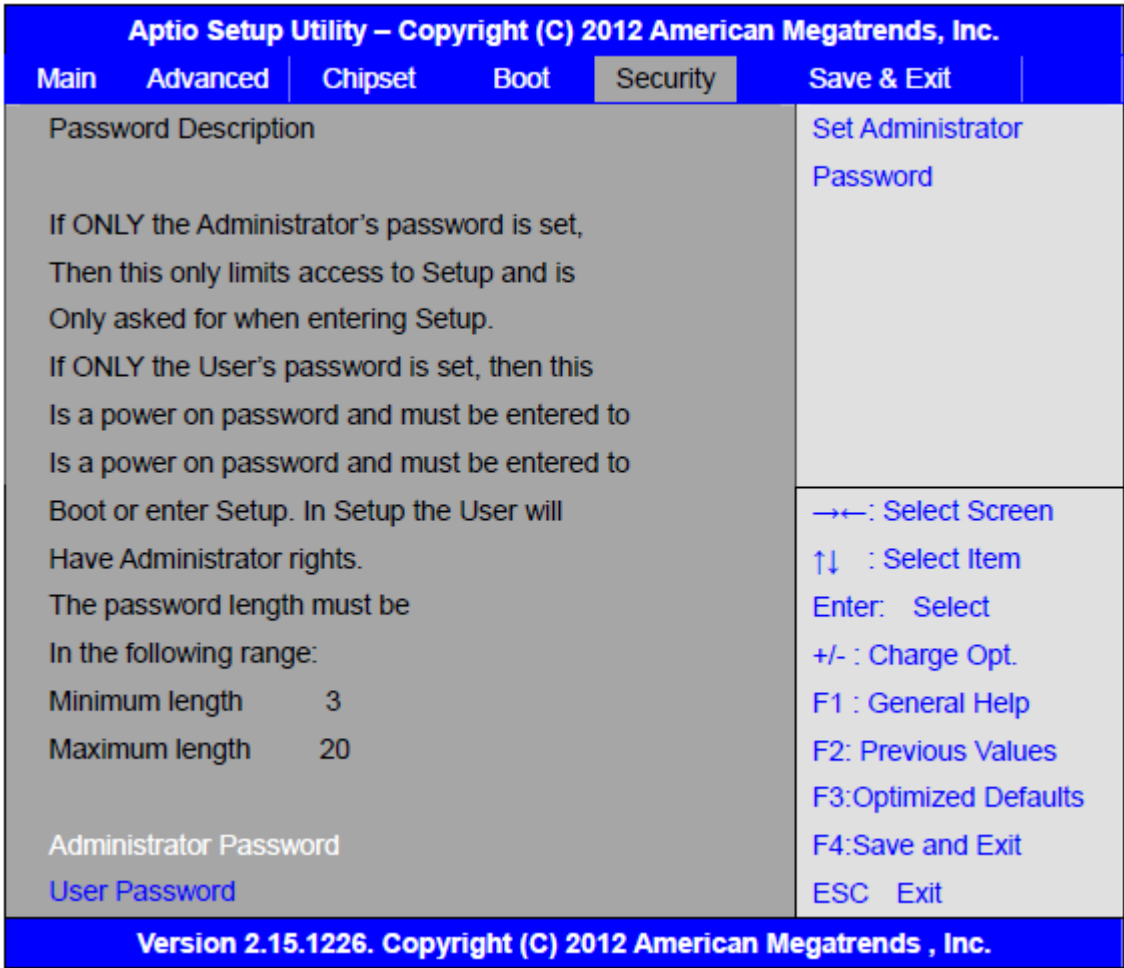 Aptio Setup Utility – Copyright (C) 2012 American Megatrends, Inc.
Main Advanced Chipset Boot Security Save & Exit
Password Description
If ONLY the Administrator’s password is set,
Then this only limits access to Setup and is
Only asked for when entering Setup.
If ONLY the User’s password is set, then this
Is a power on password and must be entered to
Is a power on password and must be entered to
Boot or enter Setup. In Setup the User will
Have Administrator rights.
The password length must be
In the following range:
Minimum length 3
Maximum length 20
Administrator Password
User Password
Set Administrator
Password
→←: Select Screen
↑↓ : Select Item
Enter: Select
+/- : Charge Opt.
F1 : General Help
F2: Previous Values
F3:Optimized Defaults
F4:Save and Exit
ESC Exit
Version 2.15.1226. Copyright (C) 2012 American Megatrends , Inc.